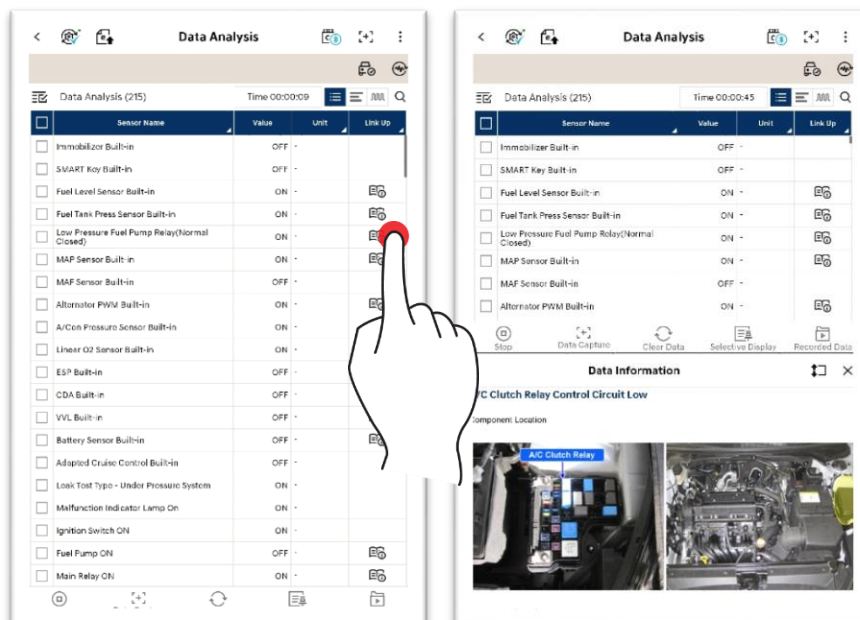 Data Analysis
Data Analysis (215)
Time 00:00:09
Sensor Name Value Unit Link Up
Immobilizer Built-in OFF -
SMART Key Built-in OFF -
Fuel Level Sensor Built-in ON -
Fuel Tank Press Sensor Built-in ON -
Low Pressure Fuel Pump Relay(Normal
Closed) ON -
MAP Sensor Built-in ON -
MAF Sensor Built-in OFF -
Alternator PWM Built-in ON -
A/Con Pressure Sensor Built-in ON -
Linear O2 Sensor Built-in ON -
ESP Built-in OFF -
CDA Built-in OFF -
VVL Built-in OFF -
Battery Sensor Built-in ON -
Adapted Cruise Control Built-in OFF -
Leak Test Type - Under Pressure System ON -
Malfunction Indicator Lamp On ON -
Ignition Switch ON ON -
Fuel Pump ON OFF -
Main Relay ON ON -
Data Analysis
Data Analysis (215)
Time 00:00:45
Sensor Name Value Unit Link Up
Immobilizer Built-in OFF -
SMART Key Built-in OFF -
Fuel Level Sensor Built-in ON -
Fuel Tank Press Sensor Built-in ON -
Low Pressure Fuel Pump Relay(Normal
Closed) ON -
MAP Sensor Built-in ON -
MAF Sensor Built-in OFF -
Alternator PWM Built-in ON -
Stop Data Capture Clear Data Selective Display Recorded Data
Data Information
/C Clutch Relay Control Circuit Low
Component Location
A/C Clutch Relay